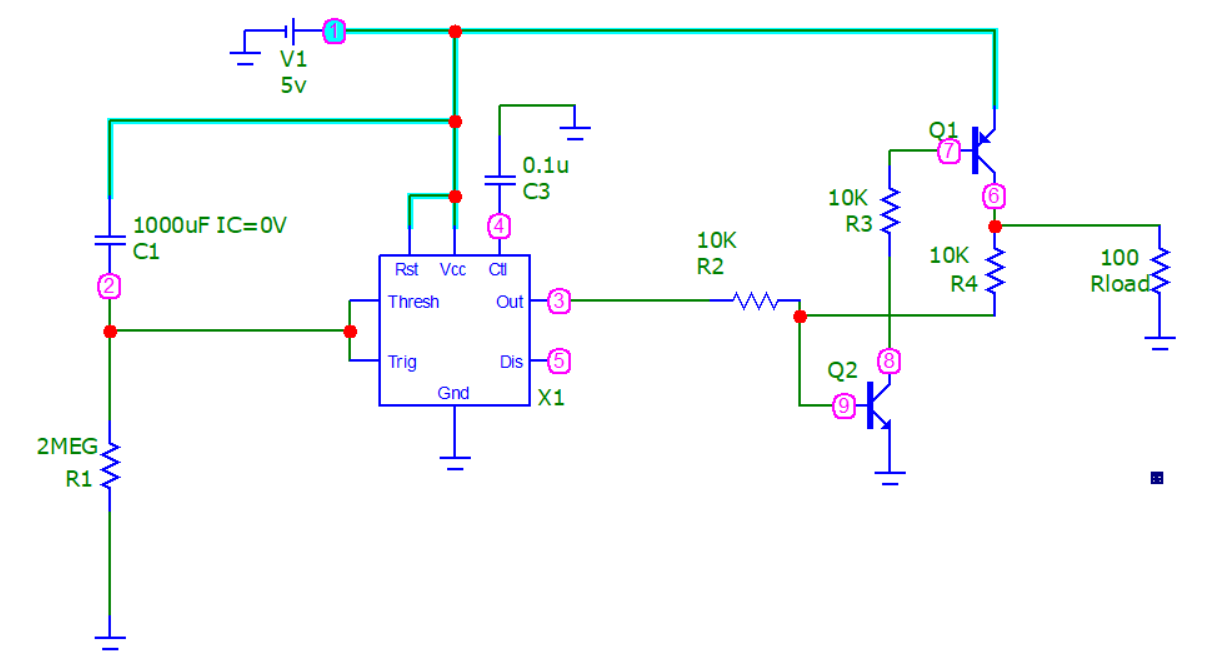 1
V1
5v
Q1
7
0.1u
C3
10K
R3
6
1000uF IC=0V
C1
4
10K
R2
10K
R4
100
Rload
2
Rst
Vcc
Ctl
Thresh
Out
3
Trig
Dis
5
8
Gnd
X1
Q2
9
2MEG
R1